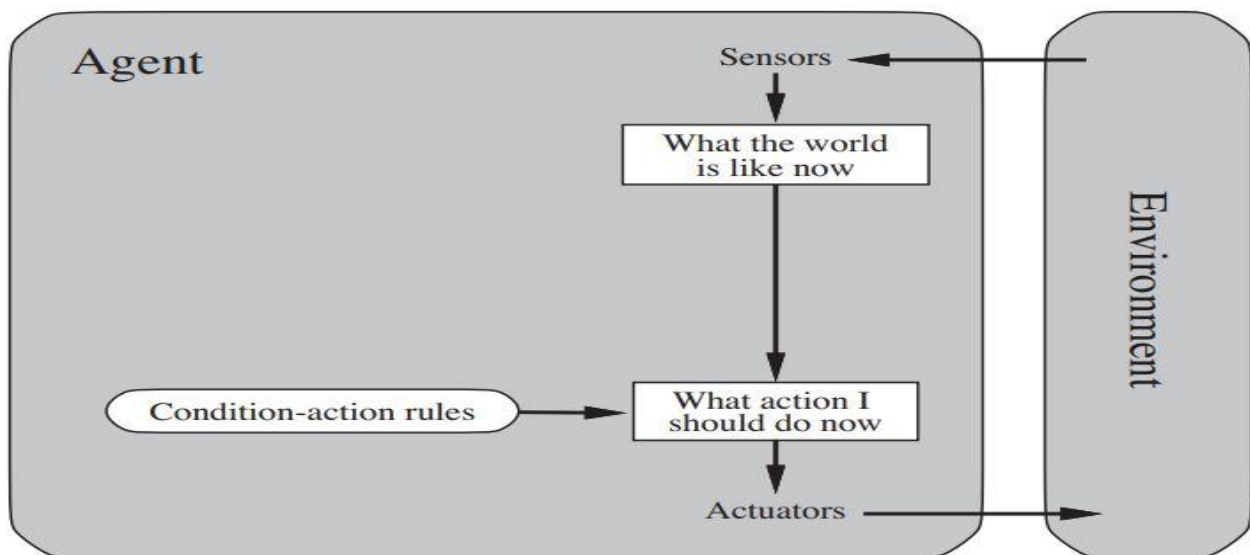 Agent
Sensors
What the world
is like now
Environment
Condition-action rules
What action I
should do now
Actuators